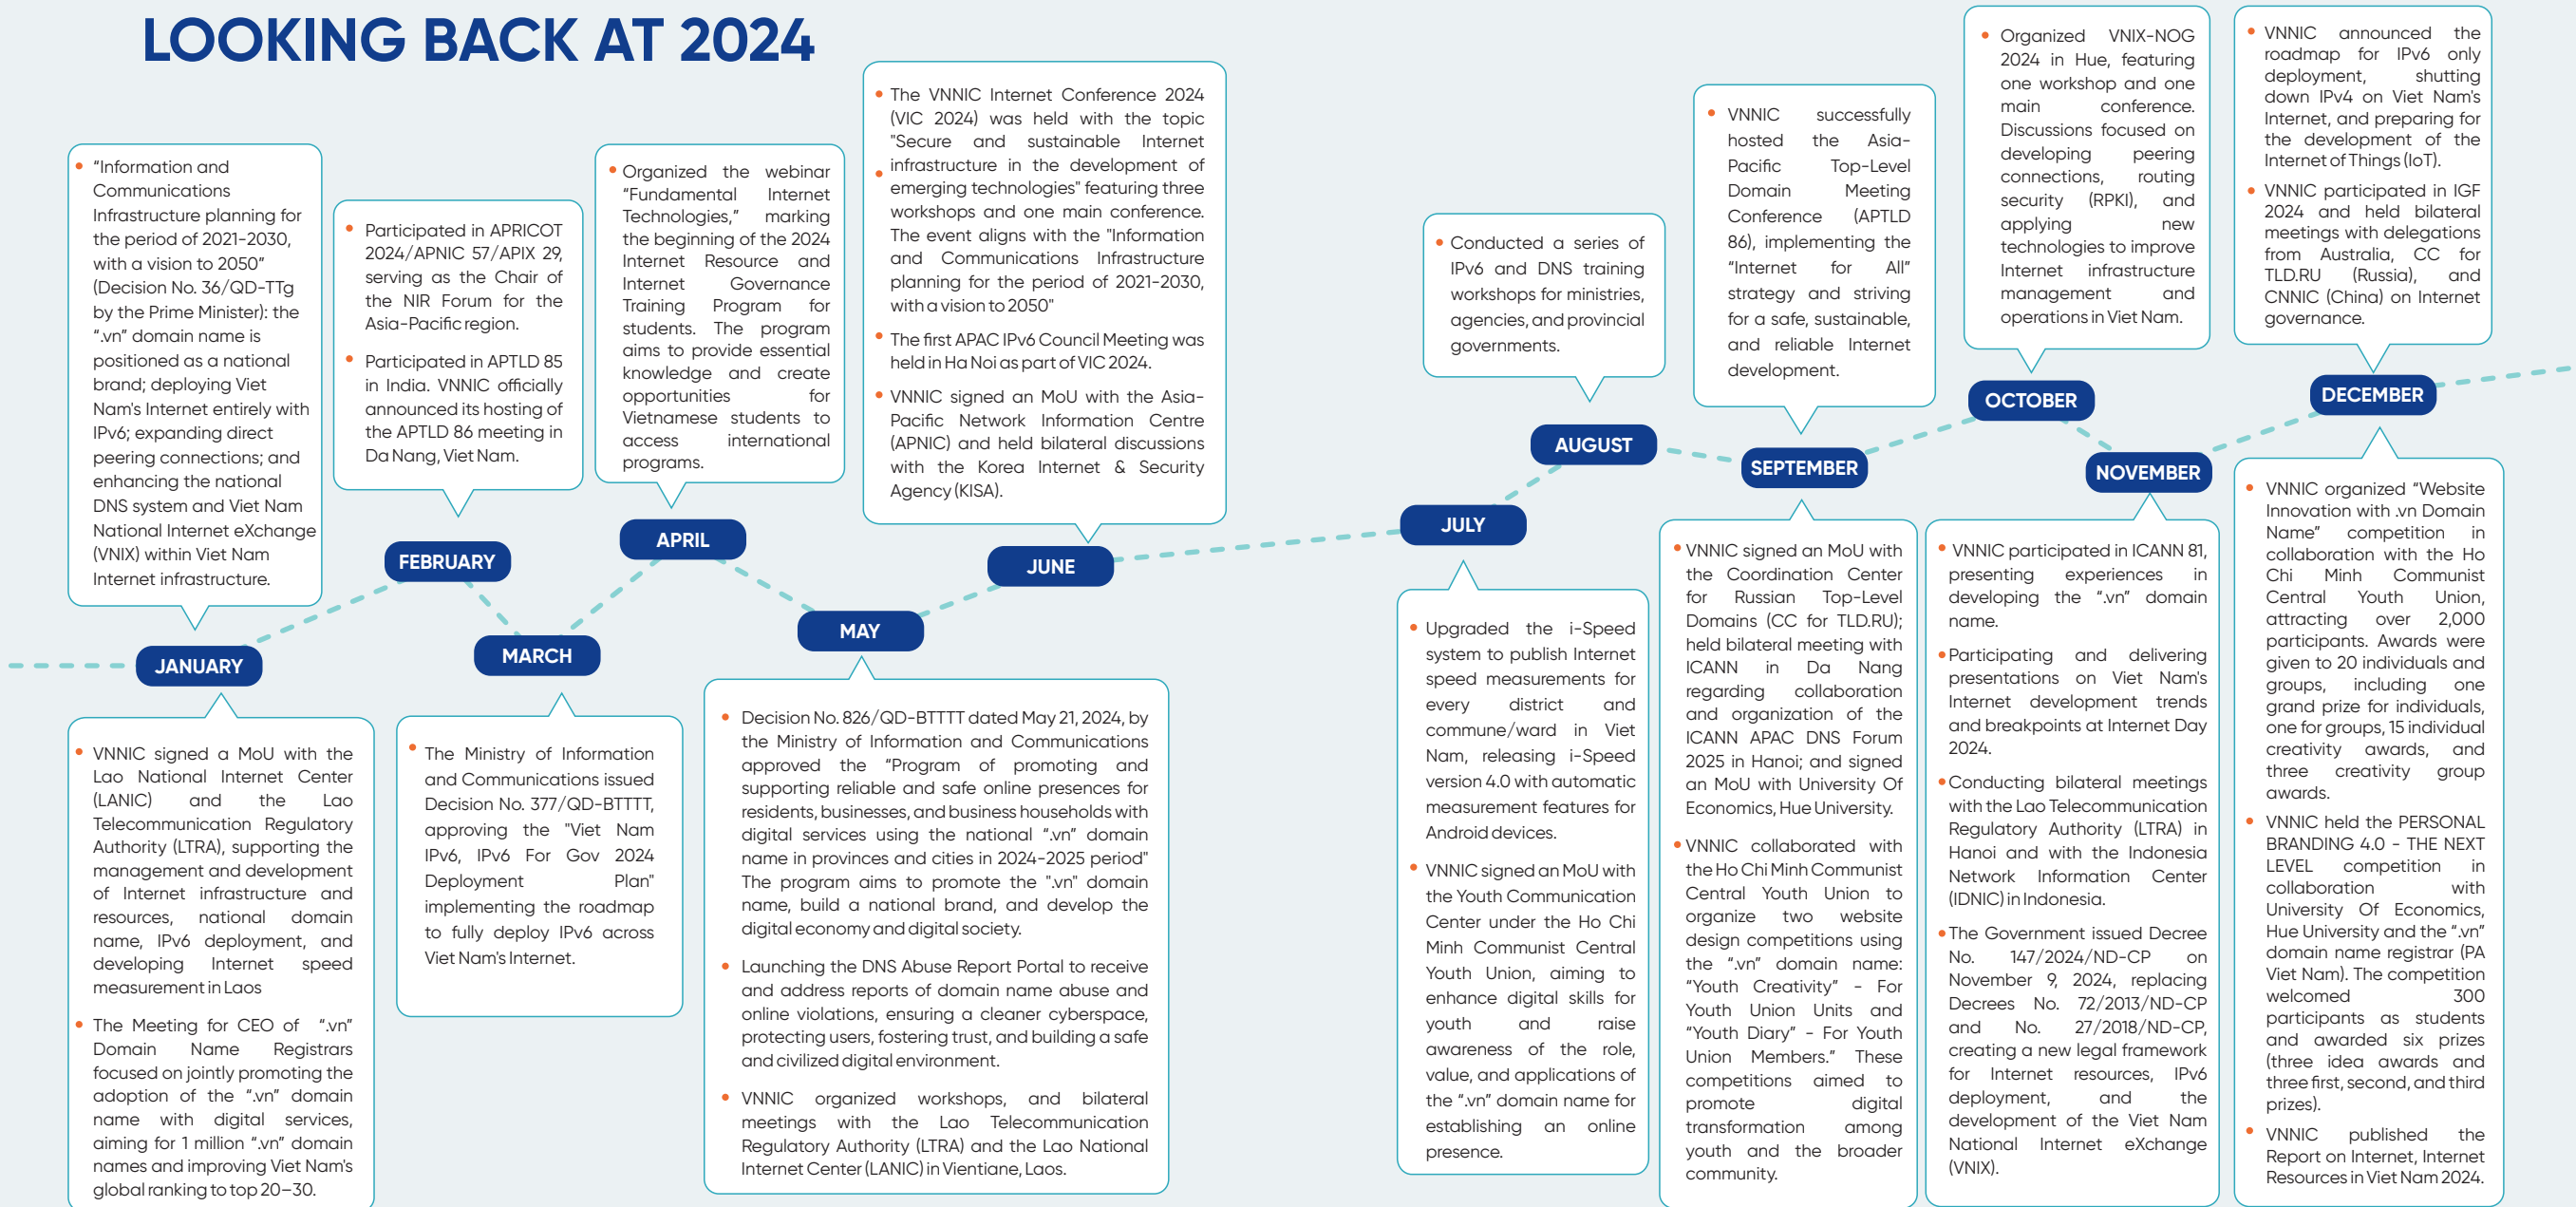 LOOKING BACK AT 2024
“Information and
Communications
Infrastructure planning for
the period of 2021-2030,
with a vision to 2050”
(Decision No. 36/QD-TTg
by the Prime Minister): the
“.vn” domain name is
positioned as a national
brand; deploying Viet
Nam's Internet entirely with
IPv6; expanding direct
peering connections; and
enhancing the national
DNS system and Viet Nam
National Internet eXchange
(VNIX) within Viet Nam
Internet infrastructure.
JANUARY
VNNIC signed a MoU with the
Lao National Internet Center
(LANIC) and the Lao
Telecommunication Regulatory
Authority (LTRA), supporting the
management and development
of Internet infrastructure and
resources, national domain
name, IPv6 deployment, and
developing Internet speed
measurement in Laos
The Meeting for CEO of “.vn”
Domain Name Registrars
focused on jointly promoting the
adoption of the “.vn” domain
name with digital services,
aiming for 1 million “.vn” domain
names and improving Viet Nam's
global ranking to top 20–30.
Participated in APRICOT
2024/APNIC 57/APIX 29,
serving as the Chair of
the NIR Forum for the
Asia-Pacific region.
Participated in APTLD 85
in India. VNNIC officially
announced its hosting of
the APTLD 86 meeting in
Da Nang, Viet Nam.
FEBRUARY
MARCH
The Ministry of Information
and Communications issued
Decision No. 377/QD-BTTTT,
approving the "Viet Nam
IPv6, IPv6 For Gov 2024
Deployment Plan"
implementing the roadmap
to fully deploy IPv6 across
Viet Nam's Internet.
Organized the webinar
“Fundamental Internet
Technologies,” marking
the beginning of the 2024
Internet Resource and
Internet Governance
Training Program for
students. The program
aims to provide essential
knowledge and create
opportunities for
Vietnamese students to
access international
programs.
APRIL
MAY
Decision No. 826/QD-BTTTT dated May 21, 2024, by
the Ministry of Information and Communications
approved the “Program of promoting and
supporting reliable and safe online presences for
residents, businesses, and business households with
digital services using the national “.vn” domain
name in provinces and cities in 2024-2025 period"
The program aims to promote the ".vn" domain
name, build a national brand, and develop the
digital economy and digital society.
Launching the DNS Abuse Report Portal to receive
and address reports of domain name abuse and
online violations, ensuring a cleaner cyberspace,
protecting users, fostering trust, and building a safe
and civilized digital environment.
VNNIC organized workshops, and bilateral
meetings with the Lao Telecommunication
Regulatory Authority (LTRA) and the Lao National
Internet Center (LANIC) in Vientiane, Laos.
The VNNIC Internet Conference 2024
(VIC 2024) was held with the topic
"Secure and sustainable Internet
infrastructure in the development of
emerging technologies" featuring three
workshops and one main conference.
The event aligns with the "Information
and Communications Infrastructure
planning for the period of 2021-2030,
with a vision to 2050"
The first APAC IPv6 Council Meeting was
held in Ha Noi as part of VIC 2024.
VNNIC signed an MoU with the Asia-
Pacific Network Information Centre
(APNIC) and held bilateral discussions
with the Korea Internet & Security
Agency (KISA).
JUNE
JULY
Upgraded the i-Speed
system to publish Internet
speed measurements for
every district and
commune/ward in Viet
Nam, releasing i-Speed
version 4.0 with automatic
measurement features for
Android devices.
VNNIC signed an MoU with
the Youth Communication
Center under the Ho Chi
Minh Communist Central
Youth Union, aiming to
enhance digital skills for
youth and raise
awareness of the role,
value, and applications of
the “.vn” domain name for
establishing an online
presence.
Conducted a series of
IPv6 and DNS training
workshops for ministries,
agencies, and provincial
governments.
AUGUST
VNNIC successfully
hosted the Asia-
Pacific Top-Level
Domain Meeting
Conference (APTLD
86), implementing the
“Internet for All”
strategy and striving
for a safe, sustainable,
and reliable Internet
development.
SEPTEMBER
VNNIC signed an MoU with
the Coordination Center
for Russian Top-Level
Domains (CC for TLD.RU);
held bilateral meeting with
ICANN in Da Nang
regarding collaboration
and organization of the
ICANN APAC DNS Forum
2025 in Hanoi; and signed
an MoU with University Of
Economics, Hue University.
VNNIC collaborated with
the Ho Chi Minh Communist
Central Youth Union to
organize two website
design competitions using
the “.vn” domain name:
“Youth Creativity” - For
Youth Union Units and
“Youth Diary” - For Youth
Union Members.” These
competitions aimed to
promote digital
transformation among
youth and the broader
community.
Organized VNIX-NOG
2024 in Hue, featuring
one workshop and one
main conference.
Discussions focused on
developing peering
connections, routing
security (RPKI), and
applying new
technologies to improve
Internet infrastructure
management and
operations in Viet Nam.
OCTOBER
NOVEMBER
VNNIC participated in ICANN 81,
presenting experiences in
developing the “.vn” domain
name.
Participating and delivering
presentations on Viet Nam's
Internet development trends
and breakpoints at Internet Day
2024.
Conducting bilateral meetings
with the Lao Telecommunication
Regulatory Authority (LTRA) in
Hanoi and with the Indonesia
Network Information Center
(IDNIC) in Indonesia.
The Government issued Decree
No. 147/2024/ND-CP on
November 9, 2024, replacing
Decrees No. 72/2013/ND-CP
and No. 27/2018/ND-CP,
creating a new legal framework
for Internet resources, IPv6
deployment, and the
development of the Viet Nam
National Internet eXchange
(VNIX).
VNNIC announced the
roadmap for IPv6 only
deployment, shutting
down IPv4 on Viet Nam's
Internet, and preparing for
the development of the
Internet of Things (IoT).
VNNIC participated in IGF
2024 and held bilateral
meetings with delegations
from Australia, CC for
TLD.RU (Russia), and
CNNIC (China) on Internet
governance.
DECEMBER
VNNIC organized “Website
Innovation with .vn Domain
Name” competition in
collaboration with the Ho
Chi Minh Communist
Central Youth Union,
attracting over 2,000
participants. Awards were
given to 20 individuals and
groups, including one
grand prize for individuals,
one for groups, 15 individual
creativity awards, and
three creativity group
awards.
VNNIC held the PERSONAL
BRANDING 4.0 - THE NEXT
LEVEL competition in
collaboration with
University Of Economics,
Hue University and the “.vn”
domain name registrar (PA
Viet Nam). The competition
welcomed 300
participants as students
and awarded six prizes
(three idea awards and
three first, second, and third
prizes).
VNNIC published the
Report on Internet, Internet
Resources in Viet Nam 2024.